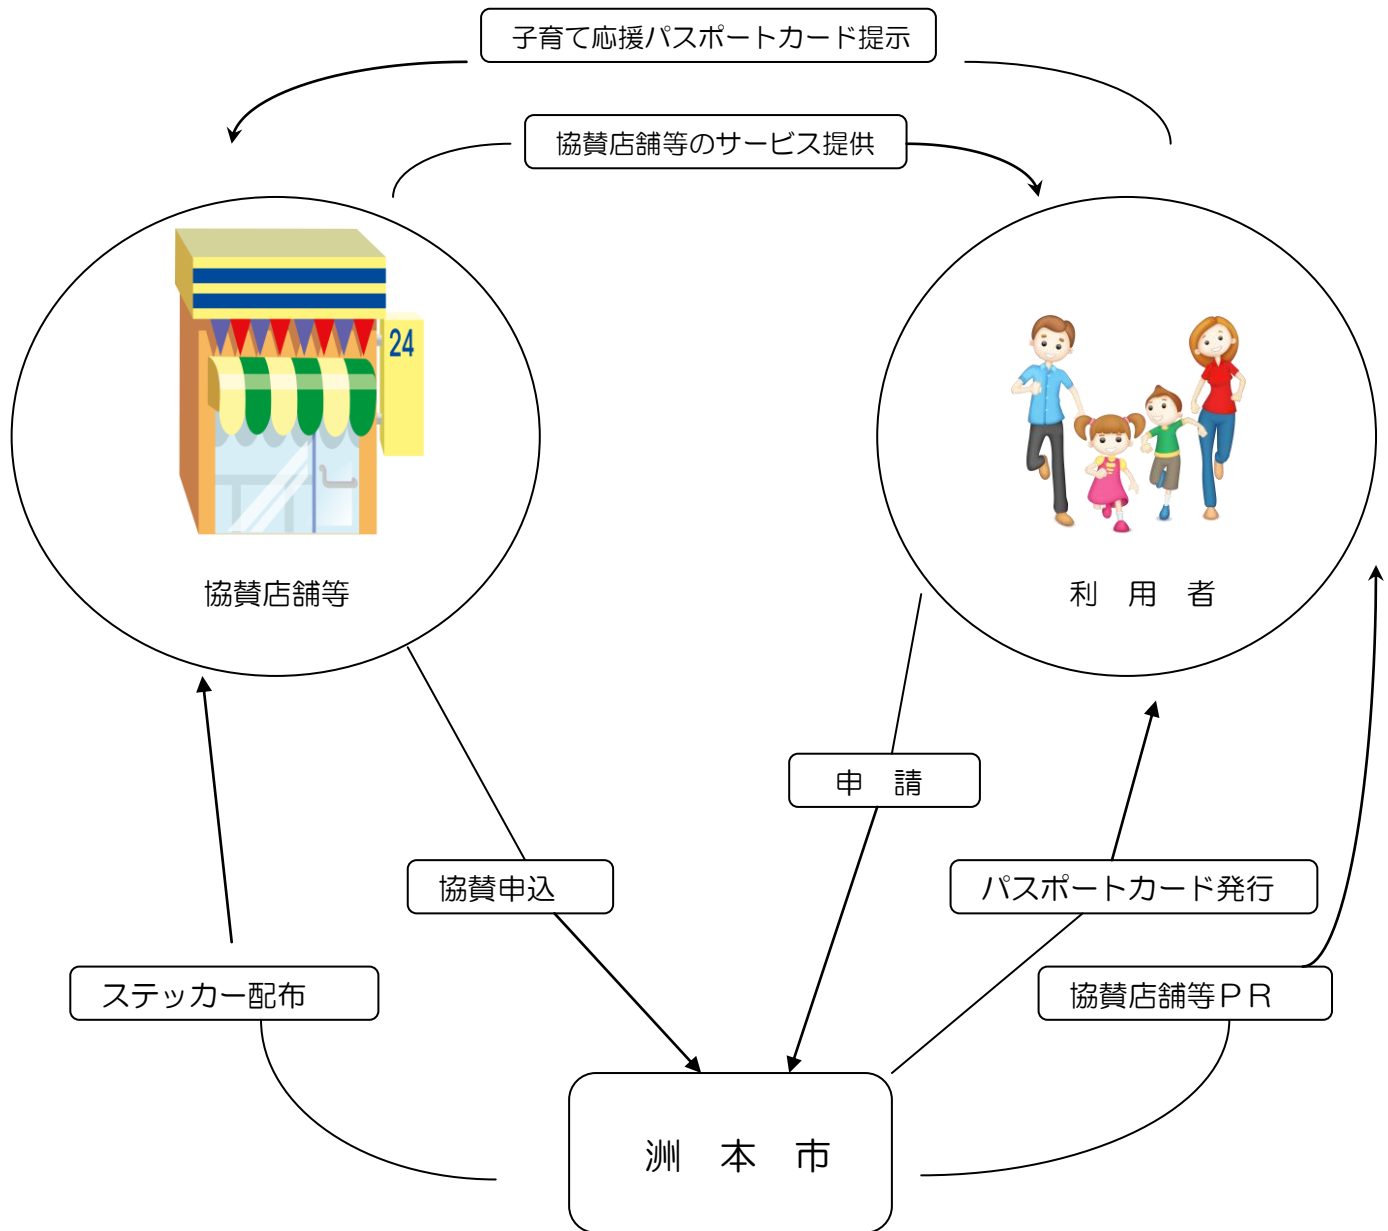 子育て応援パスポートカード提示
協賛店舗等のサービス提供
24
協賛店舗等
利　用　者
申　請
協賛申込
パスポートカード発行
ステッカー配布
協賛店舗等ＰＲ
洲　本　市